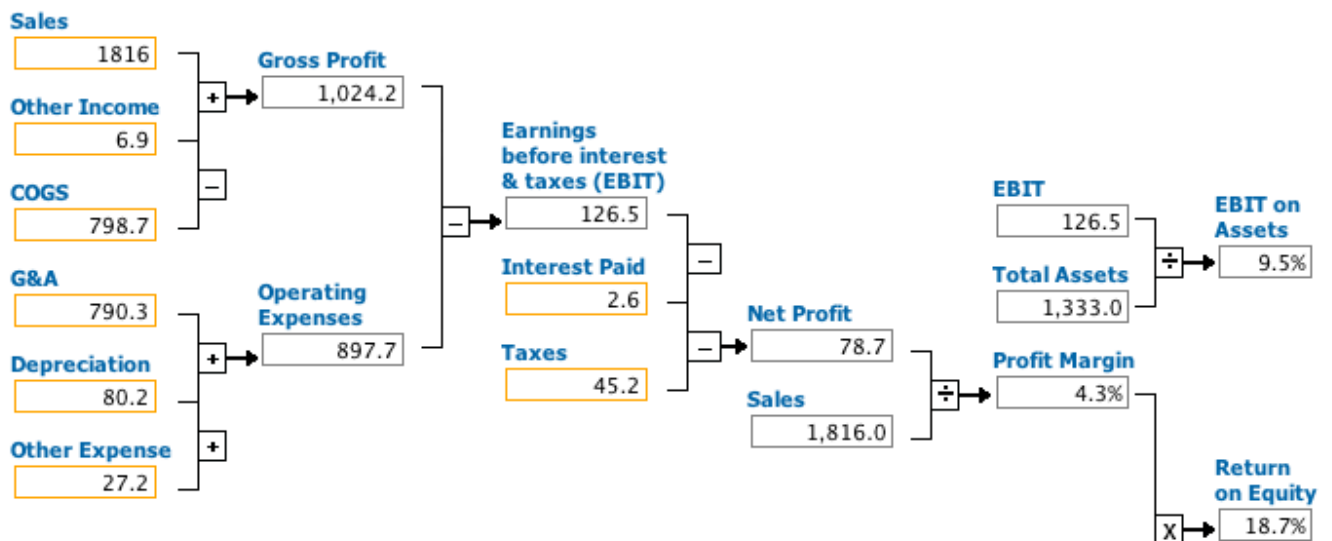 Sales
1816
+
Other Income
6.9
−
COGS
798.7
Gross Profit
1,024.2
G&A
790.3
+
Depreciation
80.2
+
Other Expense
27.2
Operating
Expenses
897.7
−
Earnings
before interest
& taxes (EBIT)
126.5
−
Interest Paid
2.6
−
Taxes
45.2
Net Profit
78.7
÷
Sales
1,816.0
EBIT
126.5
÷
Total Assets
1,333.0
EBIT on
Assets
9.5%
Profit Margin
4.3%
X
Return
on Equity
18.7%